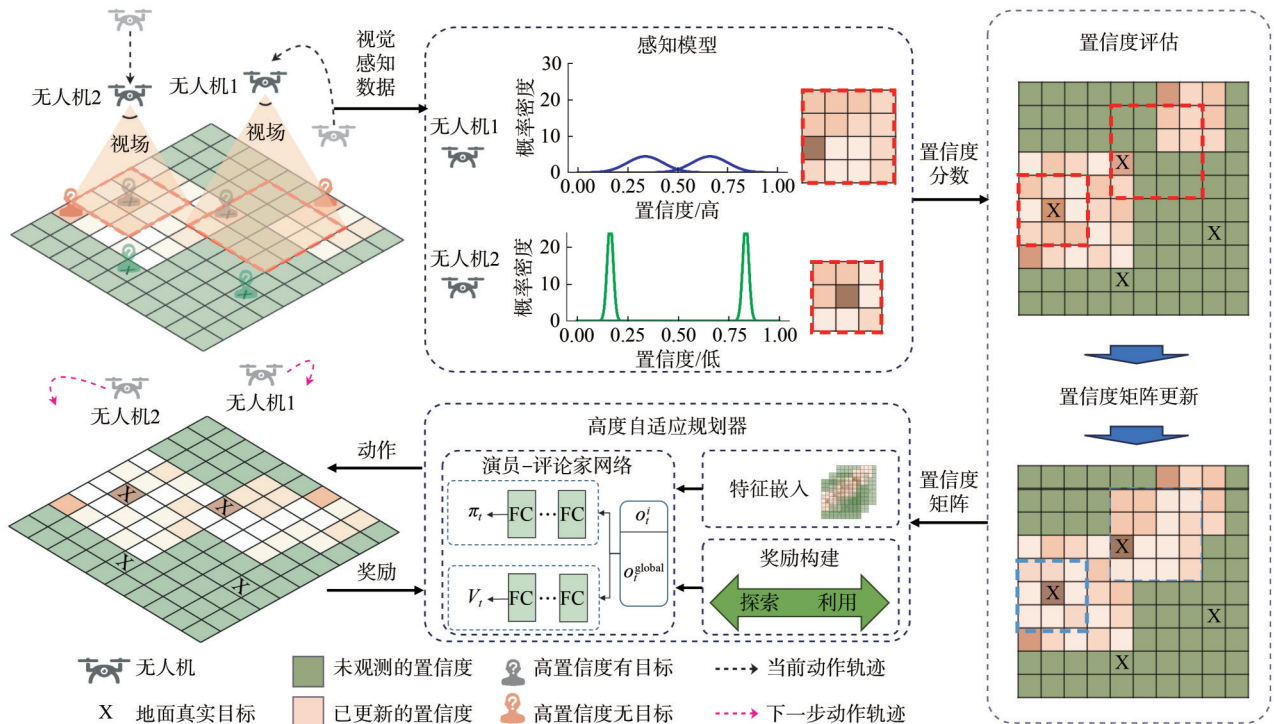 无人机2
无人机1
视场
视场
视觉
感知
数据
感知模型
无人机1
概率密度
30
20
10
0
0.00 0.25 0.50 0.75 1.00
置信度/高
无人机2
概率密度
20
10
0
0.00 0.25 0.50 0.75 1.00
置信度/低
置信度
分数
置信度评估
X
X
X
X
置信度矩阵更新
X
X
X
X
置信度
矩阵
无人机2
无人机1
X
X
X
X
动作
奖励
高度自适应规划器
演员-评论家网络
π_t
FC … FC
V_t
FC … FC
o_t^i
o_t^global
特征嵌入
奖励构建
探索 利用
无人机
未观测的置信度
高置信度有目标
当前动作轨迹
X 地面真实目标
已更新的置信度
高置信度无目标
下一步动作轨迹